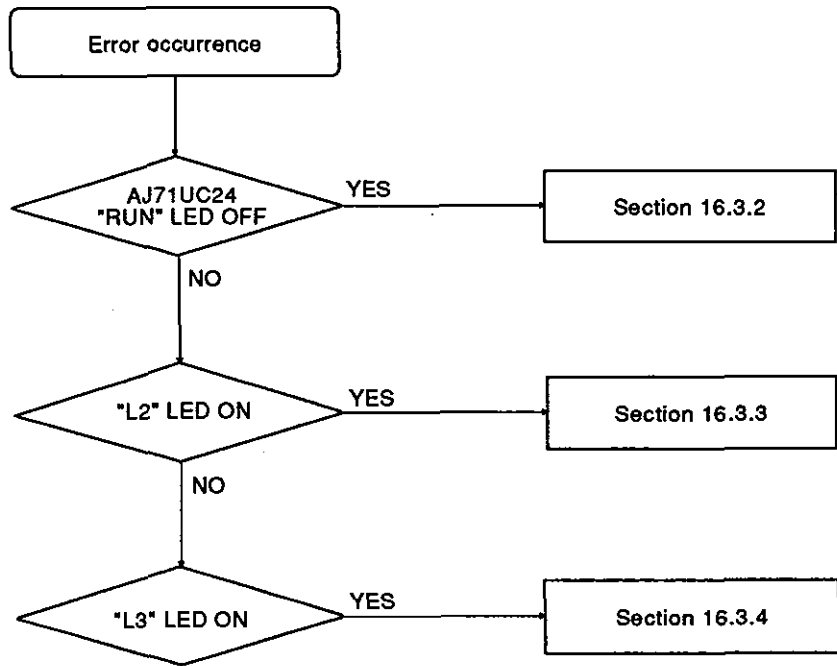 Error occurrence
AJ71UC24
"RUN" LED OFF
YES
Section 16.3.2
NO
"L2" LED ON
YES
Section 16.3.3
NO
"L3" LED ON
YES
Section 16.3.4